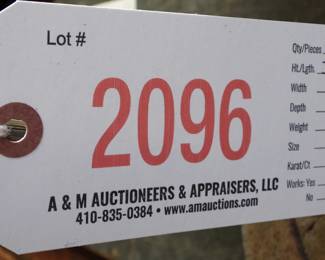 Lot #
2096
A & M AUCTIONEERS & APPRAISERS, LLC
410-835-0384 • www.amauctions.com
Qty/Pieces
Ht./Lgth
Width
Depth
Weight
Size
Karat/Ct
Works: Yes
No